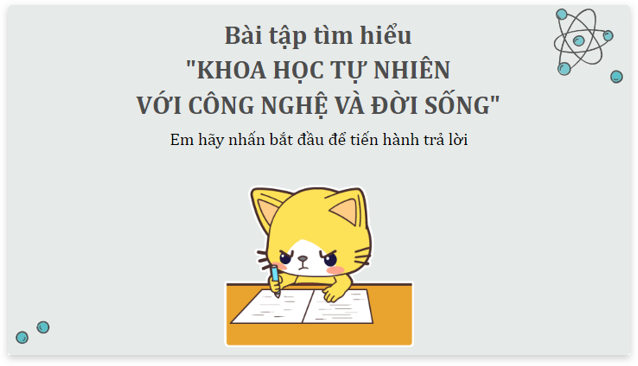 Bài tập tìm hiểu
"KHOA HỌC TỰ NHIÊN
VỚI CÔNG NGHỆ VÀ ĐỜI SỐNG"
Em hãy nhấn bắt đầu để tiến hành trả lời